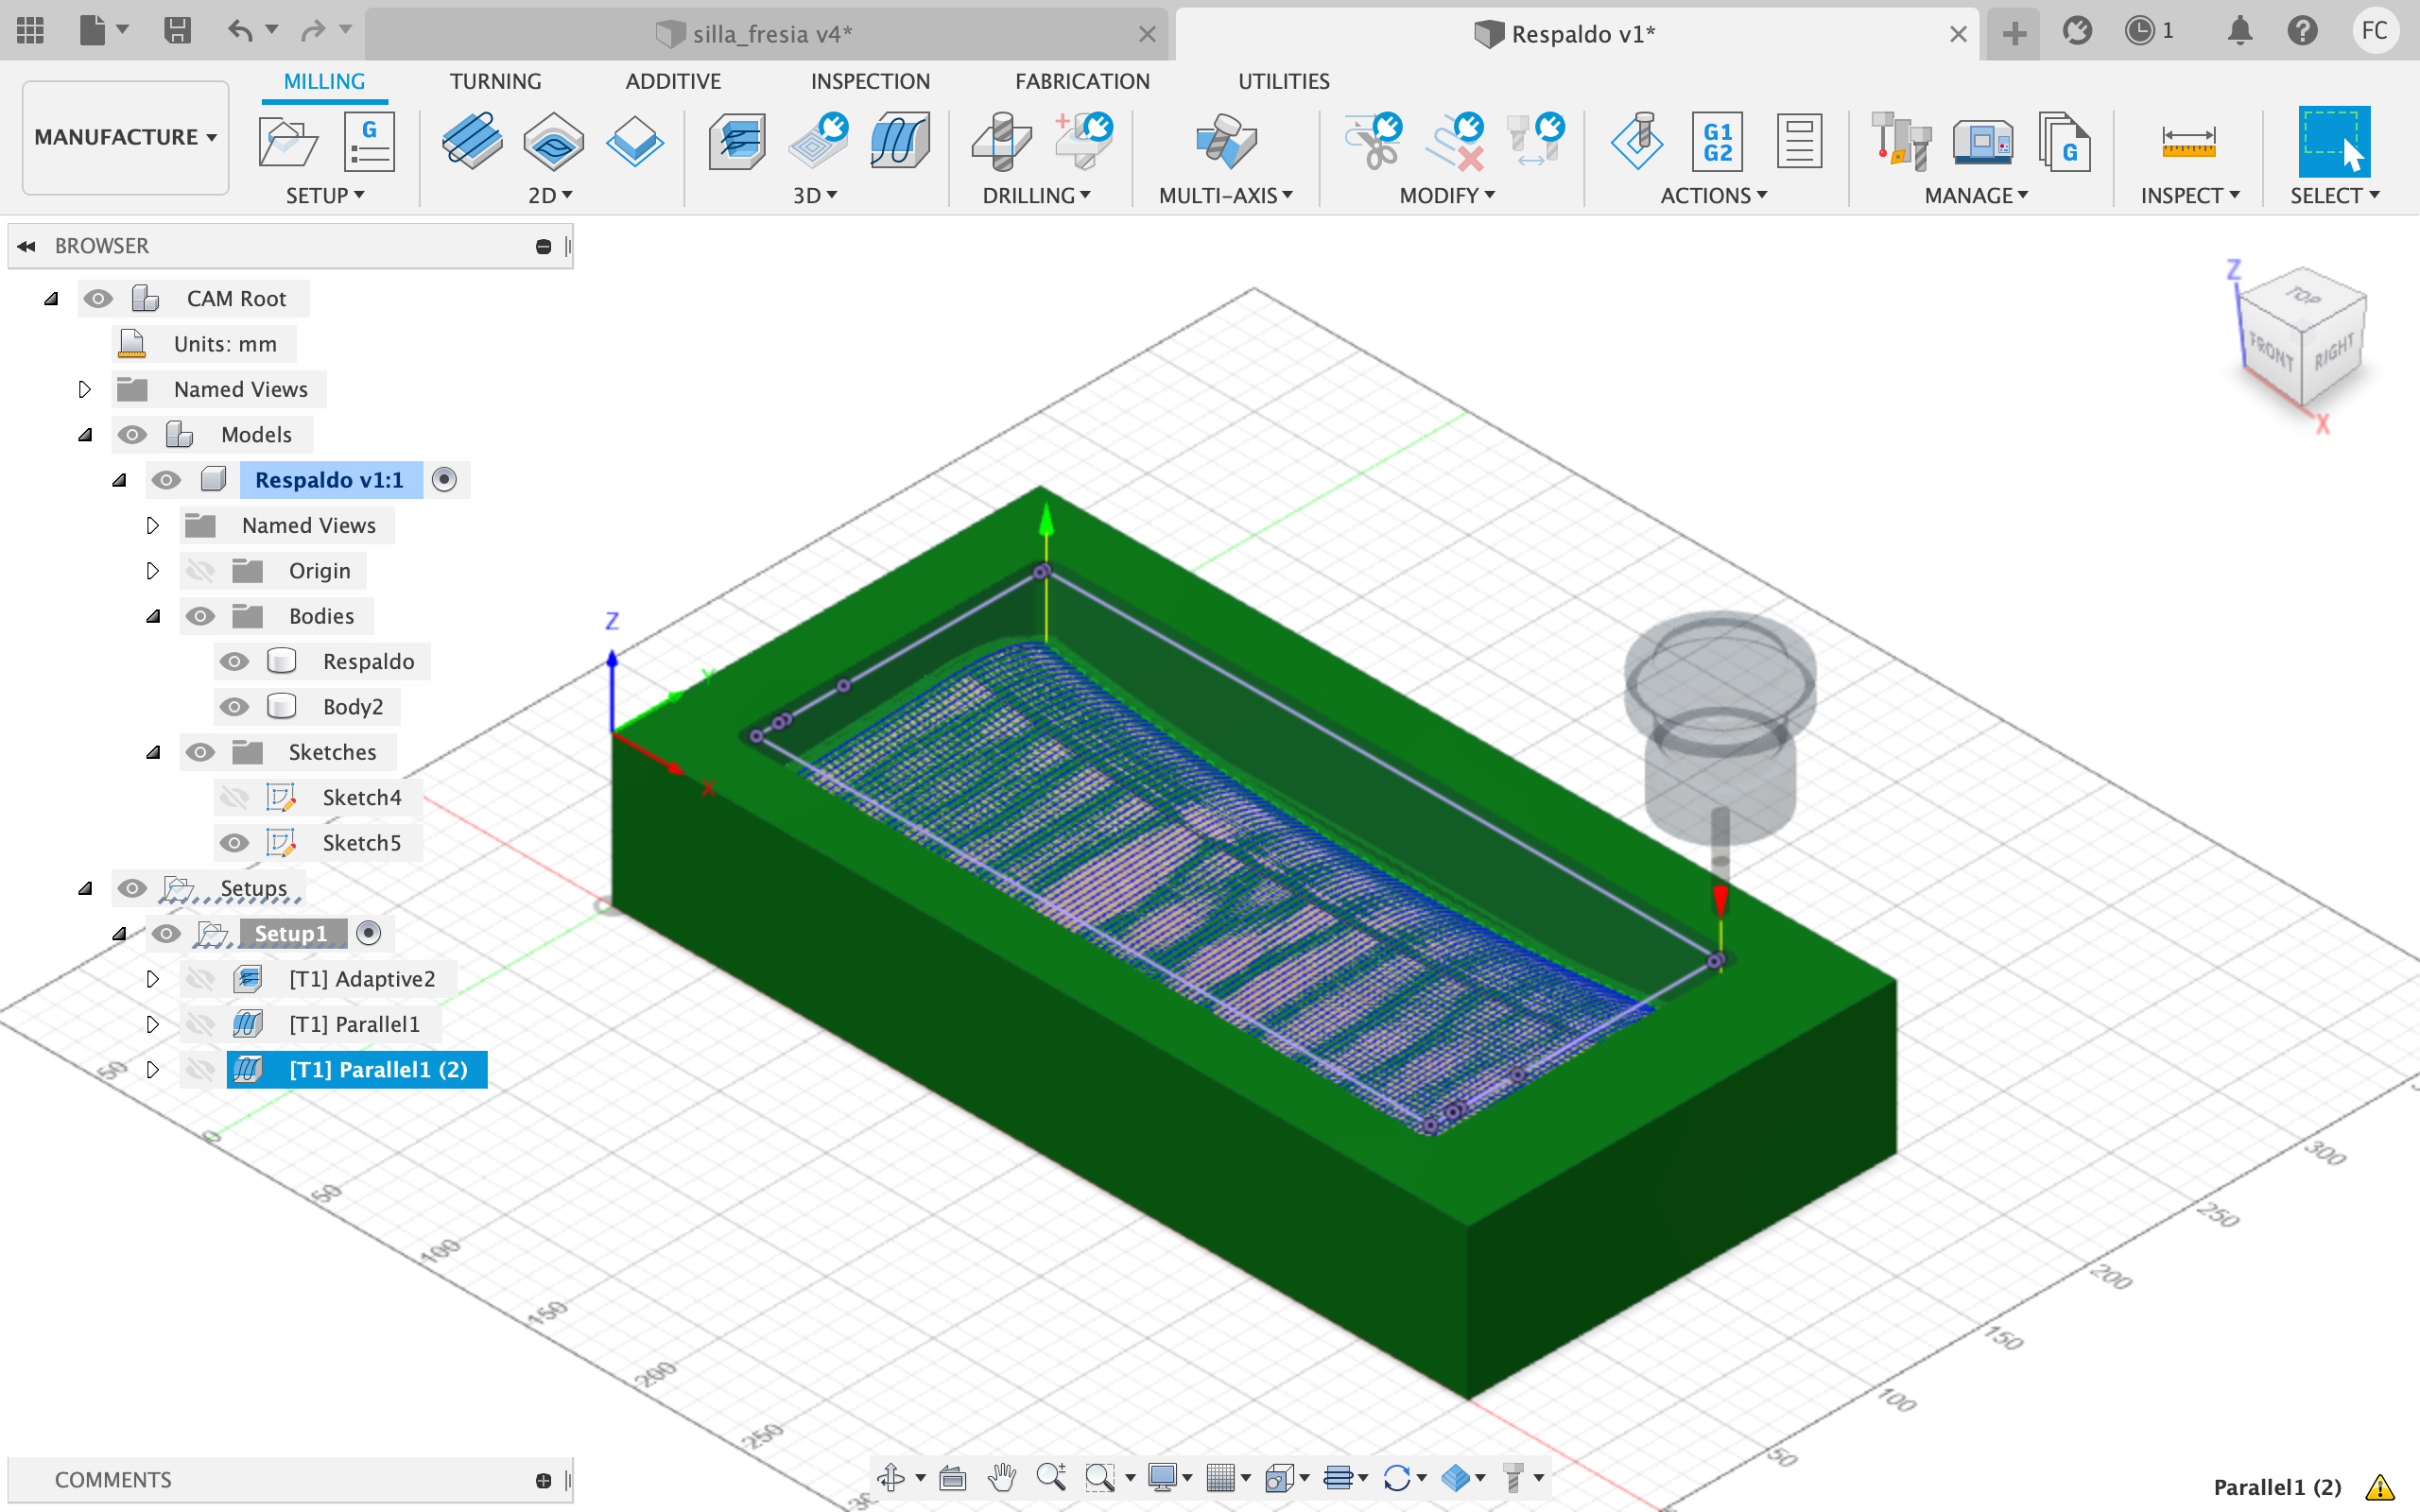 silla_fresia v4*
Respaldo v1*
1
FC
MANUFACTURE
MILLING
TURNING
ADDITIVE
INSPECTION
FABRICATION
UTILITIES
G
G1
G2
G
SETUP
2D
3D
DRILLING
MULTI-AXIS
MODIFY
ACTIONS
MANAGE
INSPECT
SELECT
BROWSER
CAM Root
Units: mm
Named Views
Models
Respaldo v1:1
Named Views
Origin
Bodies
Respaldo
Body2
Sketches
Sketch4
Sketch5
Setups
Setup1
[T1] Adaptive2
[T1] Parallel1
[T1] Parallel1 (2)
Z
TOP
FRONT
RIGHT
X
Z
Y
X
50
0
50
100
150
200
250
300
250
200
150
100
50
COMMENTS
Parallel1 (2)